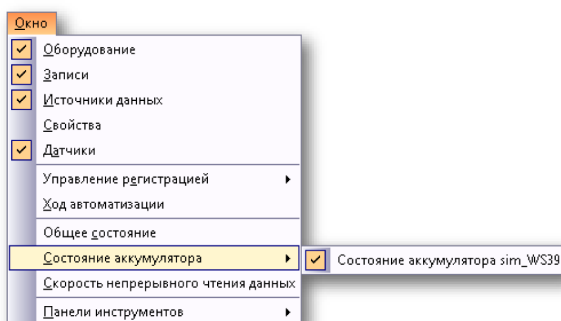 Окно
Оборудование
Записи
Источники данных
Свойства
Датчики
Управление регистрацией
Ход автоматизации
Общее состояние
Состояние аккумулятора
Состояние аккумулятора sim_WS39
Скорость непрерывного чтения данных
Панели инструментов